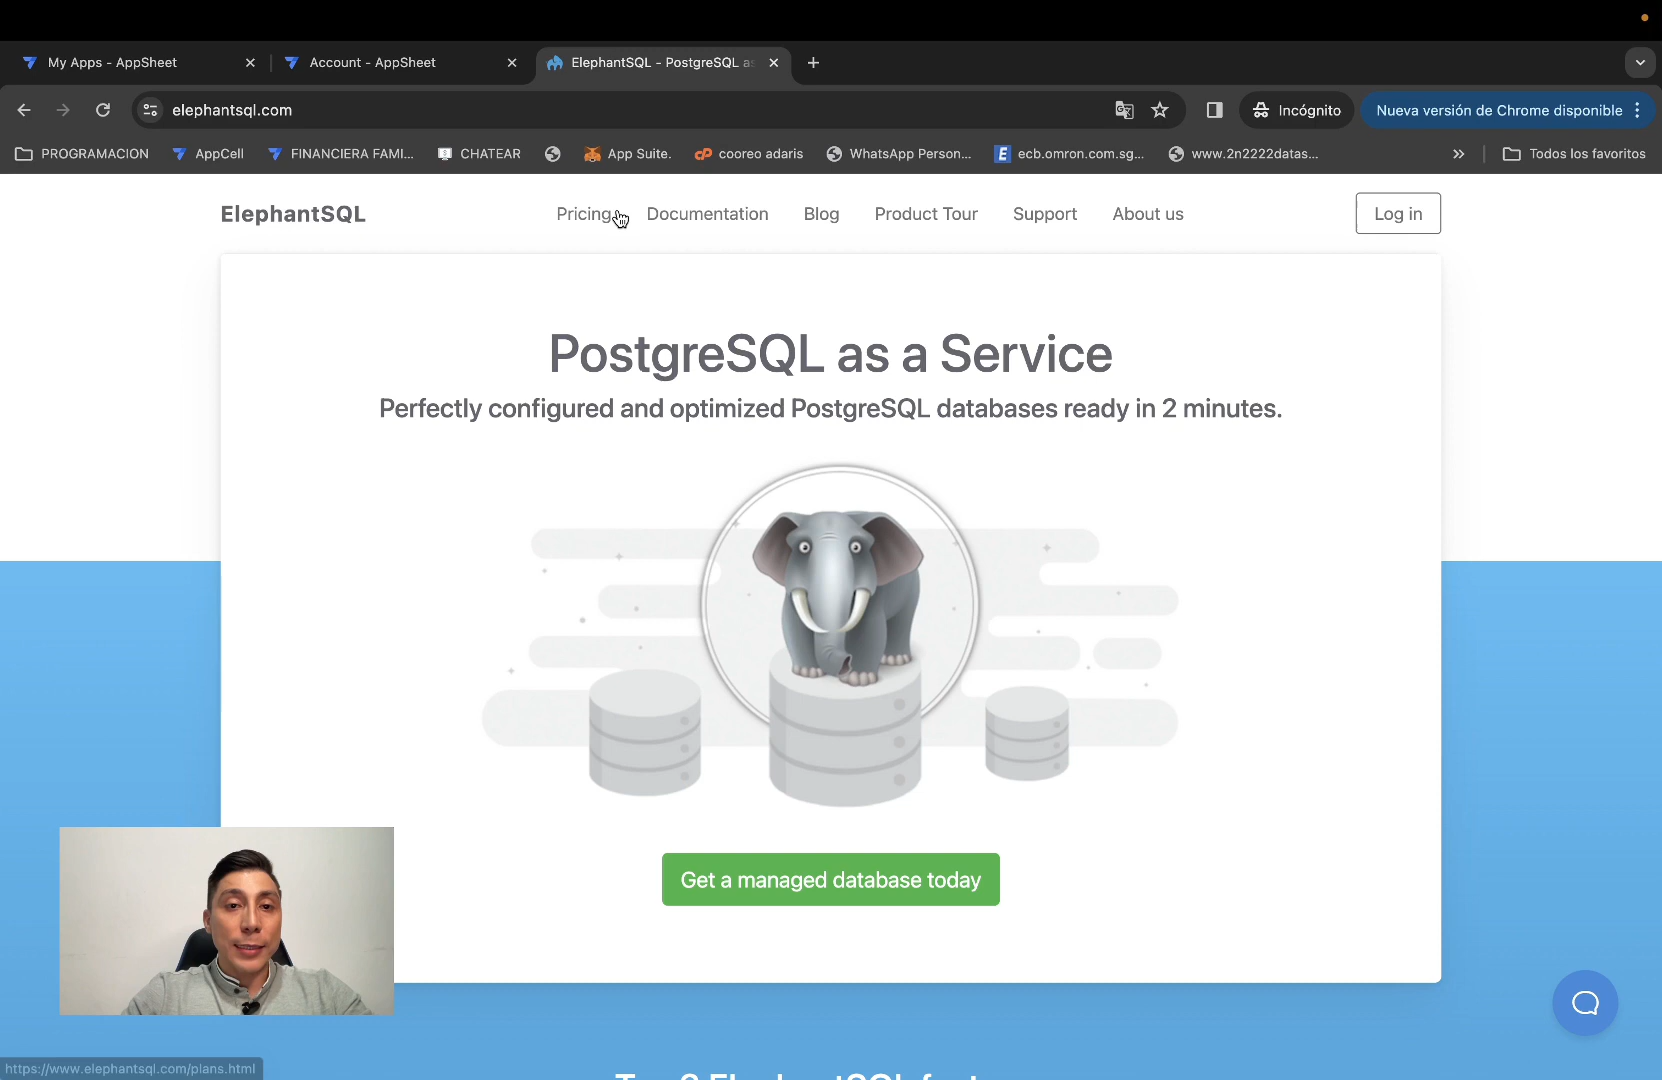 My Apps - AppSheet
Account - AppSheet
ElephantSQL - PostgreSQL as
elephantsql.com
Incógnito
Nueva versión de Chrome disponible
PROGRAMACION
AppCell
FINANCIERA FAMI...
CHATEAR
App Suite.
cooreo adaris
WhatsApp Person...
ecb.omron.com.sg...
www.2n2222datas...
Todos los favoritos
ElephantSQL
Pricing
Documentation
Blog
Product Tour
Support
About us
Log in
PostgreSQL as a Service
Perfectly configured and optimized PostgreSQL databases ready in 2 minutes.
Get a managed database today
https://www.elephantsql.com/plans.html